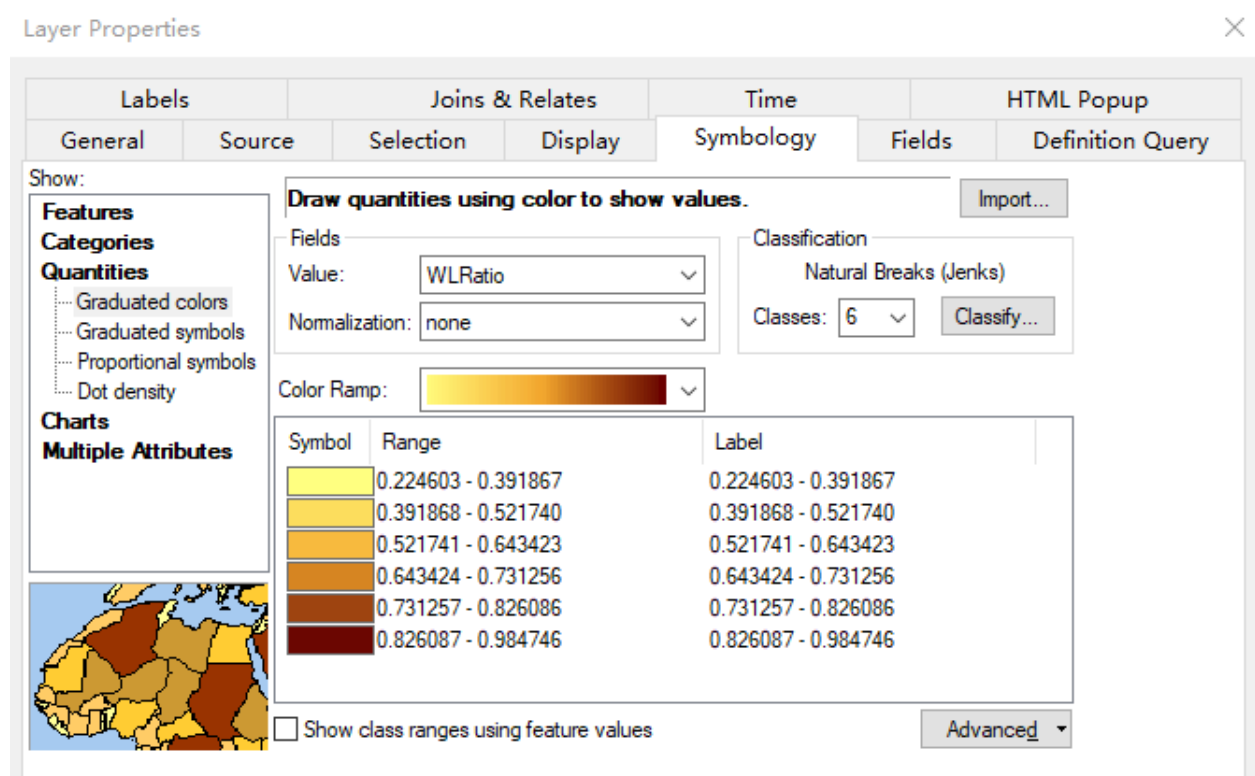 Layer Properties
Labels Joins & Relates Time HTML Popup
General Source Selection Display Symbology Fields Definition Query
Show:
Features
Categories
Quantities
Graduated colors
Graduated symbols
Proportional symbols
Dot density
Charts
Multiple Attributes
Draw quantities using color to show values.
Import...
Fields
Value: WLRatio
Normalization: none
Classification
Natural Breaks (Jenks)
Classes: 6 Classify...
Color Ramp:
Symbol Range Label
0.224603 - 0.391867 0.224603 - 0.391867
0.391868 - 0.521740 0.391868 - 0.521740
0.521741 - 0.643423 0.521741 - 0.643423
0.643424 - 0.731256 0.643424 - 0.731256
0.731257 - 0.826086 0.731257 - 0.826086
0.826087 - 0.984746 0.826087 - 0.984746
Show class ranges using feature values
Advanced